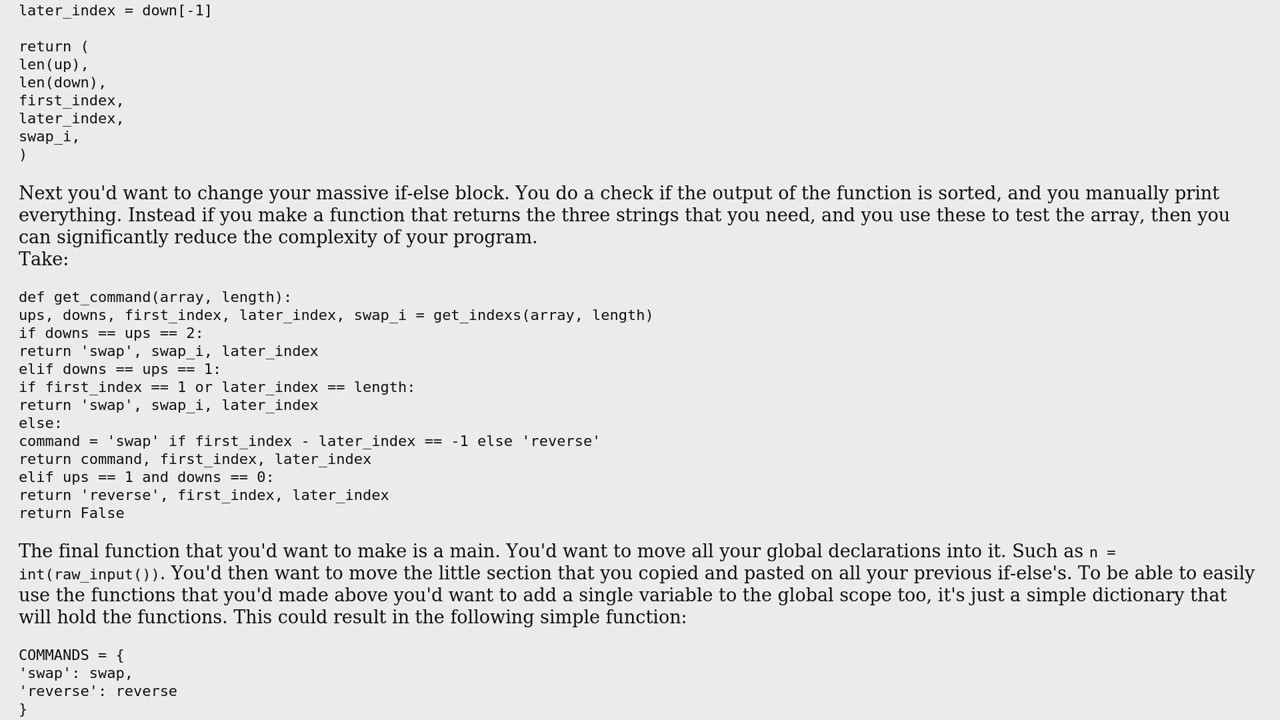 later_index = down[-1]
return (
len(up),
len(down),
first_index,
later_index,
swap_i,
)
Next you'd want to change your massive if-else block. You do a check if the output of the function is sorted, and you manually print
everything. Instead if you make a function that returns the three strings that you need, and you use these to test the array, then you
can significantly reduce the complexity of your program.
Take:
def get_command(array, length):
ups, downs, first_index, later_index, swap_i = get_indexs(array, length)
if downs == ups == 2:
return 'swap', swap_i, later_index
elif downs == ups == 1:
if first_index == 1 or later_index == length:
return 'swap', swap_i, later_index
else:
command = 'swap' if first_index - later_index == -1 else 'reverse'
return command, first_index, later_index
elif ups == 1 and downs == 0:
return 'reverse', first_index, later_index
return False
The final function that you'd want to make is a main. You'd want to move all your global declarations into it. Such as n =
int(raw_input()). You'd then want to move the little section that you copied and pasted on all your previous if-else's. To be able to easily
use the functions that you'd made above you'd want to add a single variable to the global scope too, it's just a simple dictionary that
will hold the functions. This could result in the following simple function:
COMMANDS = {
'swap': swap,
'reverse': reverse
}